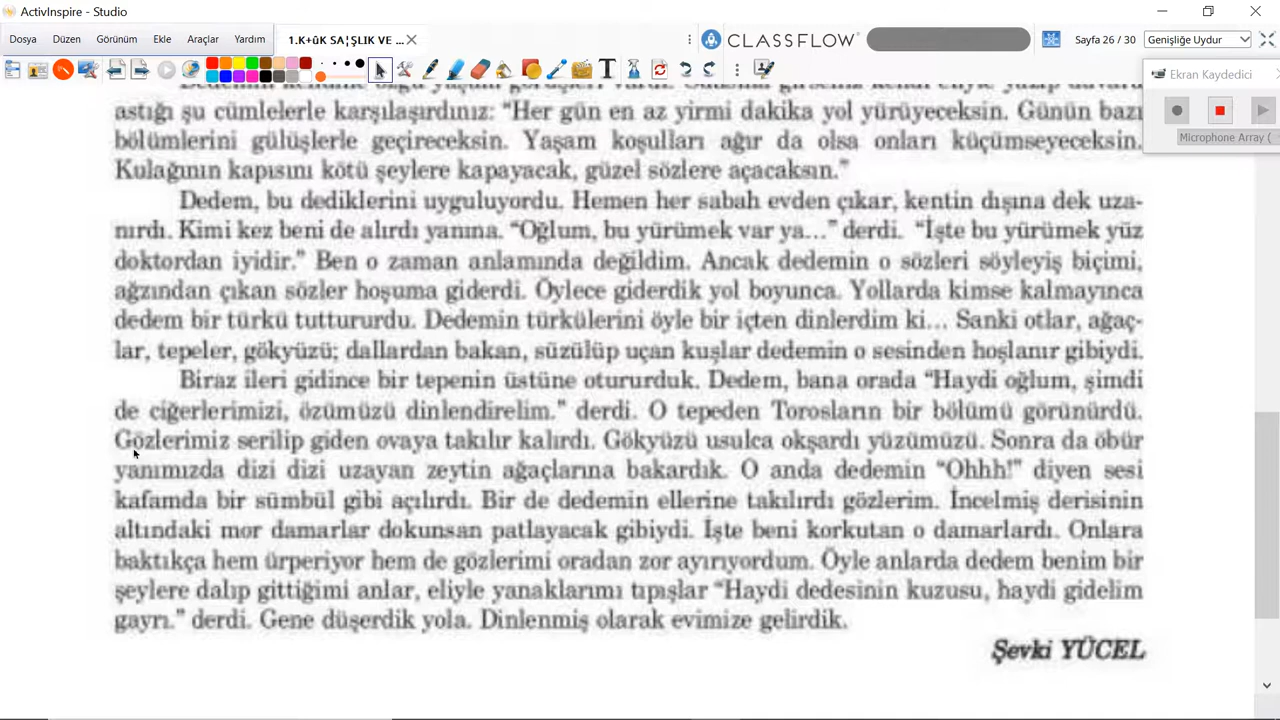 ActivInspire - Studio
Dosya Düzen Görünüm Ekle Araçlar Yardım 1.K+ûK SA¦ŞLIK VE ... CLASSFLOW Sayfa 26 / 30 Genişliğe Uydur
Ekran Kaydedici
Microphone Array (
astığı şu cümlelerle karşılaşırdınız: “Her gün en az yirmi dakika yol yürüyeceksin. Günün bazı
bölümlerini gülüşlerle geçireceksin. Yaşam koşulları ağır da olsa onları küçümseyeceksin.
Kulağının kapısını kötü şeylere kapayacak, güzel sözlere açacaksın.”
Dedem, bu dediklerini uyguluyordu. Hemen her sabah evden çıkar, kentin dışına dek uza-
nırdı. Kimi kez beni de alırdı yanına. “Oğlum, bu yürümek var ya...” derdi. “İşte bu yürümek yüz
doktordan iyidir.” Ben o zaman anlamında değildim. Ancak dedemin o sözleri söyleyiş biçimi,
ağzından çıkan sözler hoşuma giderdi. Öylece giderdik yol boyunca. Yollarda kimse kalmayınca
dedem bir türkü tuttururdu. Dedemin türkülerini öyle bir içten dinlerdim ki... Sanki otlar, ağaç-
lar, tepeler, gökyüzü; dallardan bakan, süzülüp uçan kuşlar dedemin o sesinden hoşlanır gibiydi.
Biraz ileri gidince bir tepenin üstüne otururduk. Dedem, bana orada “Haydi oğlum, şimdi
de ciğerlerimizi, özümüzü dinlendirelim.” derdi. O tepeden Torosların bir bölümü görünürdü.
Gözlerimiz serilip giden ovaya takılır kalırdı. Gökyüzü usulca okşardı yüzümüzü. Sonra da öbür
yanımızda dizi dizi uzayan zeytin ağaçlarına bakardık. O anda dedemin “Ohhh!” diyen sesi
kafamda bir sümbül gibi açılırdı. Bir de dedemin ellerine takılırdı gözlerim. İncelmiş derisinin
altındaki mor damarlar dokunsan patlayacak gibiydi. İşte beni korkutan o damarlardı. Onlara
baktıkça hem ürperiyor hem de gözlerimi oradan zor ayırıyordum. Öyle anlarda dedem benim bir
şeylere dalıp gittiğimi anlar, eliyle yanaklarımı tıpışlar “Haydi dedesinin kuzusu, haydi gidelim
gayrı.” derdi. Gene düşerdik yola. Dinlenmiş olarak evimize gelirdik.
Şevki YÜCEL